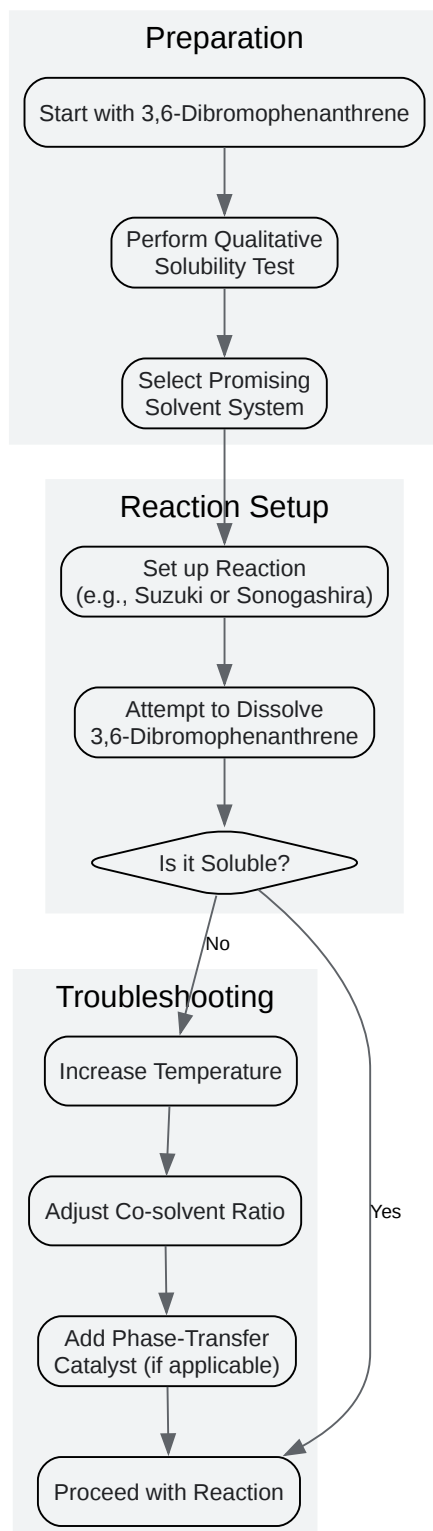 Preparation
Start with 3,6-Dibromophenanthrene
Perform Qualitative
Solubility Test
Select Promising
Solvent System
Reaction Setup
Set up Reaction
(e.g., Suzuki or Sonogashira)
Attempt to Dissolve
3,6-Dibromophenanthrene
Is it Soluble?
No
Troubleshooting
Increase Temperature
Adjust Co-solvent Ratio
Yes
Add Phase-Transfer
Catalyst (if applicable)
Proceed with Reaction